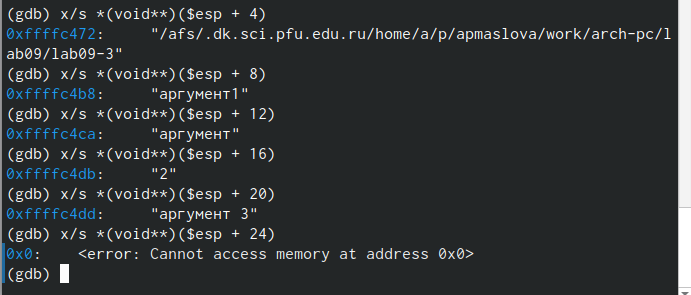 (gdb) x/s *(void**)($esp + 4)
0xffffc472:     "/afs/.dk.sci.pfu.edu.ru/home/a/p/apmaslova/work/arch-pc/l
ab09/lab09-3"
(gdb) x/s *(void**)($esp + 8)
0xffffc4b8:     "аргумент1"
(gdb) x/s *(void**)($esp + 12)
0xffffc4ca:     "аргумент"
(gdb) x/s *(void**)($esp + 16)
0xffffc4db:     "2"
(gdb) x/s *(void**)($esp + 20)
0xffffc4dd:     "аргумент 3"
(gdb) x/s *(void**)($esp + 24)
0x0:    <error: Cannot access memory at address 0x0>
(gdb)